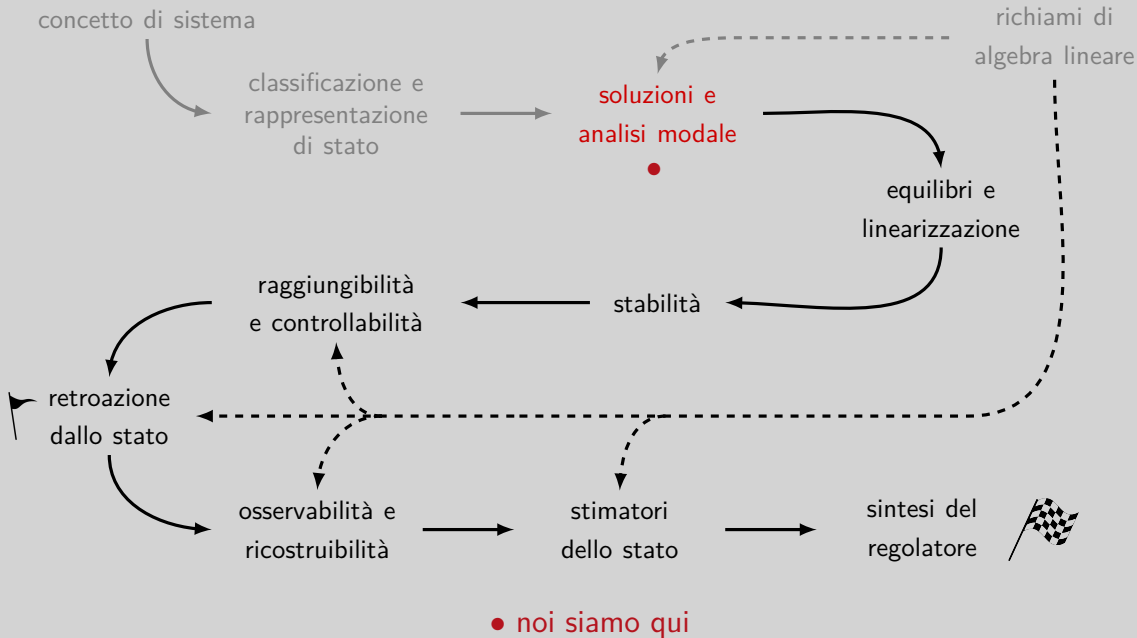 concetto di sistema
richiami di
algebra lineare
classificazione e
rappresentazione
di stato
soluzioni e
analisi modale
equilibri e
linearizzazione
raggiungibilità
e controllabilità
stabilità
retroazione
dallo stato
osservabilità e
ricostruibilità
stimatori
dello stato
sintesi del
regolatore
• noi siamo qui